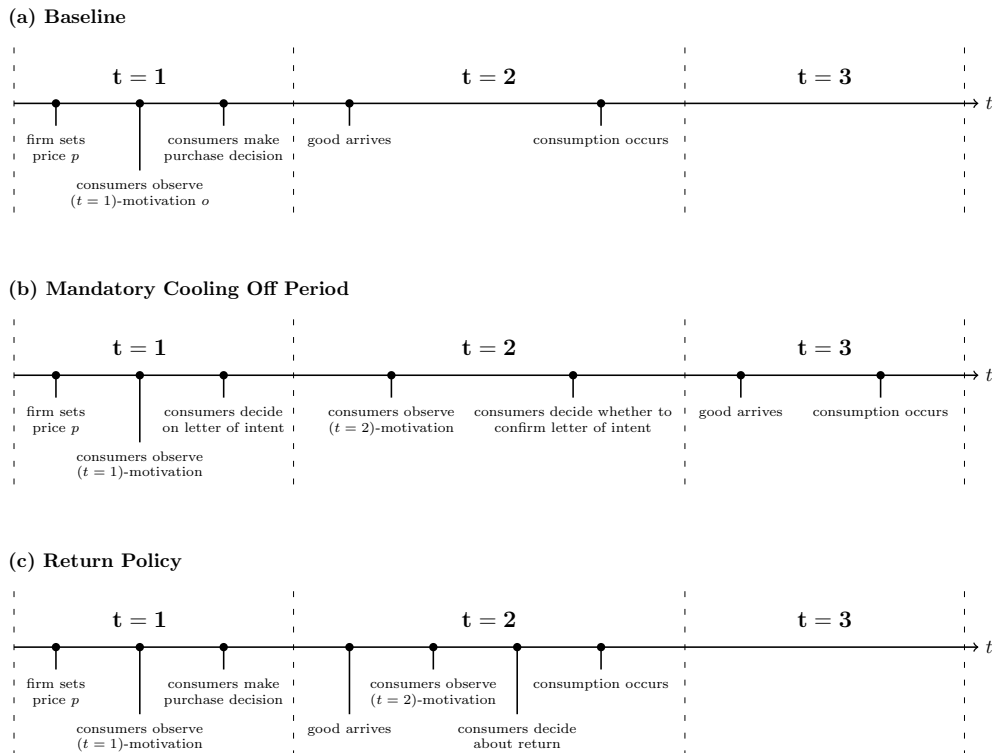 (a) Baseline
t = 1
t = 2
t = 3
t
firm sets
price p
consumers observe
(t = 1)-motivation o
consumers make
purchase decision
good arrives
consumption occurs
(b) Mandatory Cooling Off Period
t = 1
t = 2
t = 3
t
firm sets
price p
consumers observe
(t = 1)-motivation
consumers decide
on letter of intent
consumers observe
(t = 2)-motivation
consumers decide whether to
confirm letter of intent
good arrives
consumption occurs
(c) Return Policy
t = 1
t = 2
t = 3
t
firm sets
price p
consumers observe
(t = 1)-motivation
consumers make
purchase decision
good arrives
consumers observe
(t = 2)-motivation
consumers decide
about return
consumption occurs